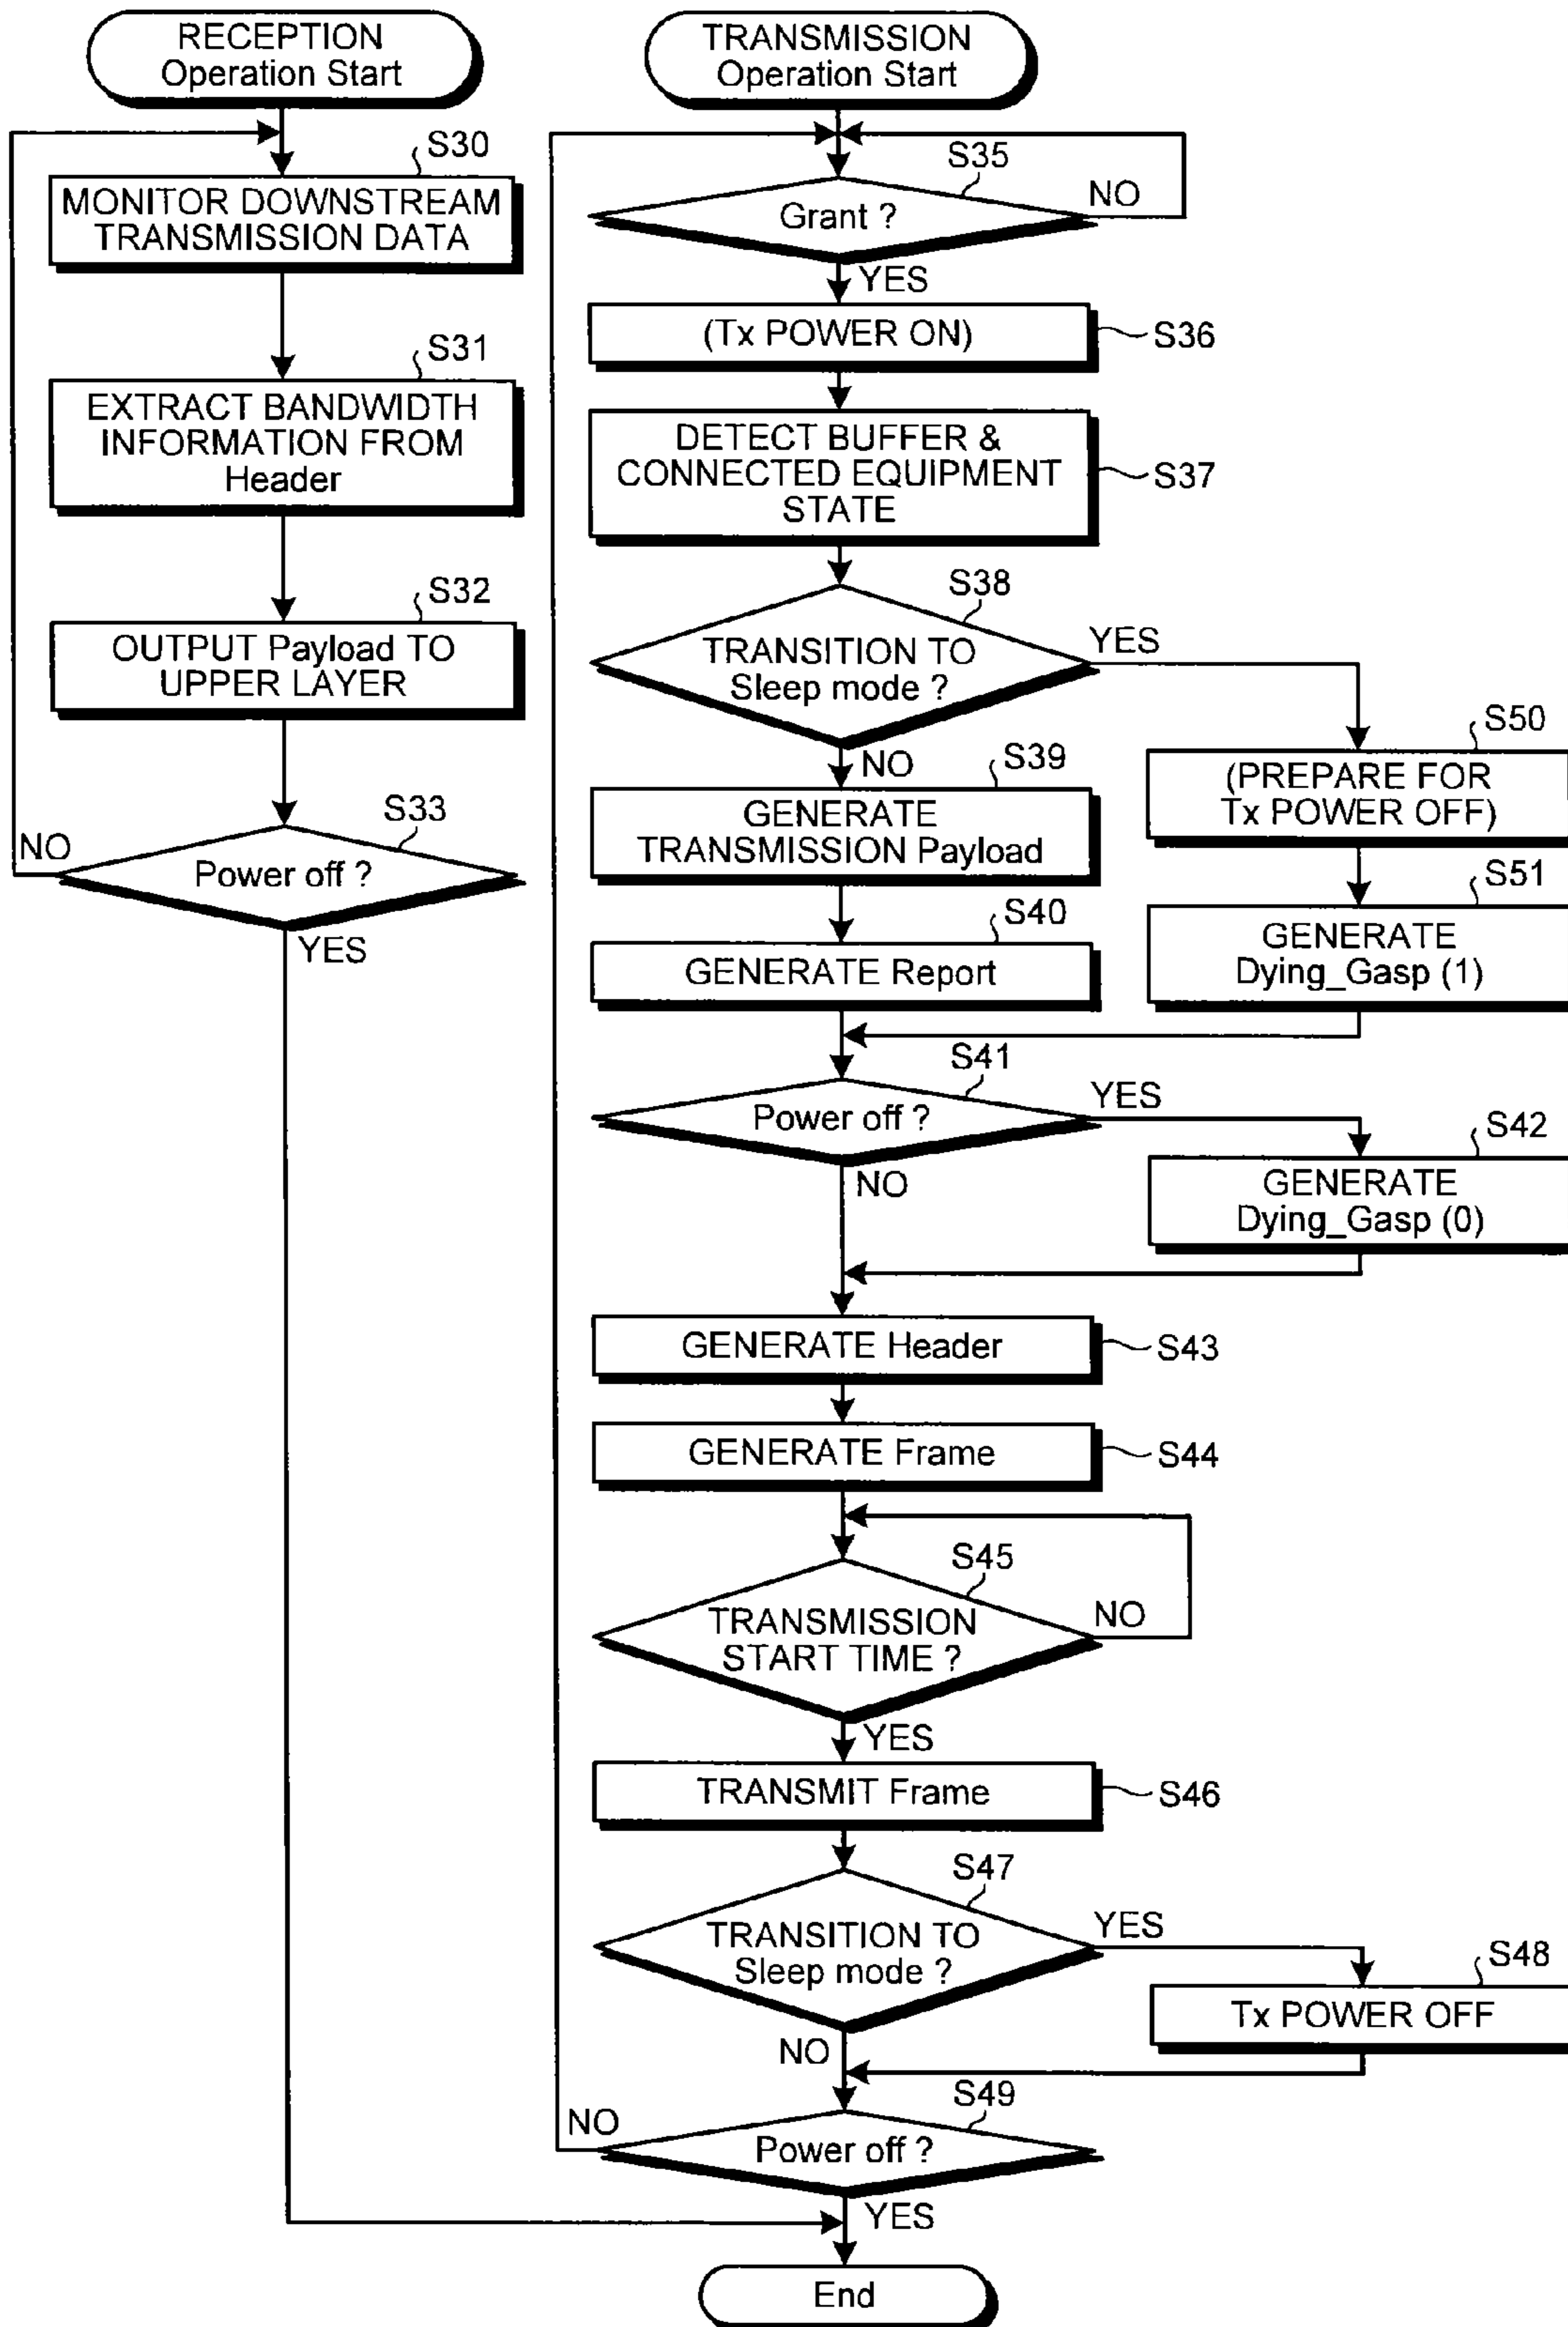 RECEPTION
Operation Start
S30
MONITOR DOWNSTREAM
TRANSMISSION DATA
S31
EXTRACT BANDWIDTH
INFORMATION FROM
Header
S32
OUTPUT Payload TO
UPPER LAYER
S33
Power off ?
NO
YES
TRANSMISSION
Operation Start
S35
Grant ?
NO
YES
(Tx POWER ON)
S36
DETECT BUFFER &
CONNECTED EQUIPMENT
STATE
S37
S38
TRANSITION TO
Sleep mode ?
YES
NO
S39
GENERATE
TRANSMISSION Payload
S40
GENERATE Report
S50
(PREPARE FOR
Tx POWER OFF)
S51
GENERATE
Dying_Gasp (1)
S41
Power off ?
YES
NO
S42
GENERATE
Dying_Gasp (0)
GENERATE Header
S43
GENERATE Frame
S44
S45
TRANSMISSION
START TIME ?
NO
YES
TRANSMIT Frame
S46
S47
TRANSITION TO
Sleep mode ?
YES
NO
S48
Tx POWER OFF
S49
Power off ?
NO
YES
End